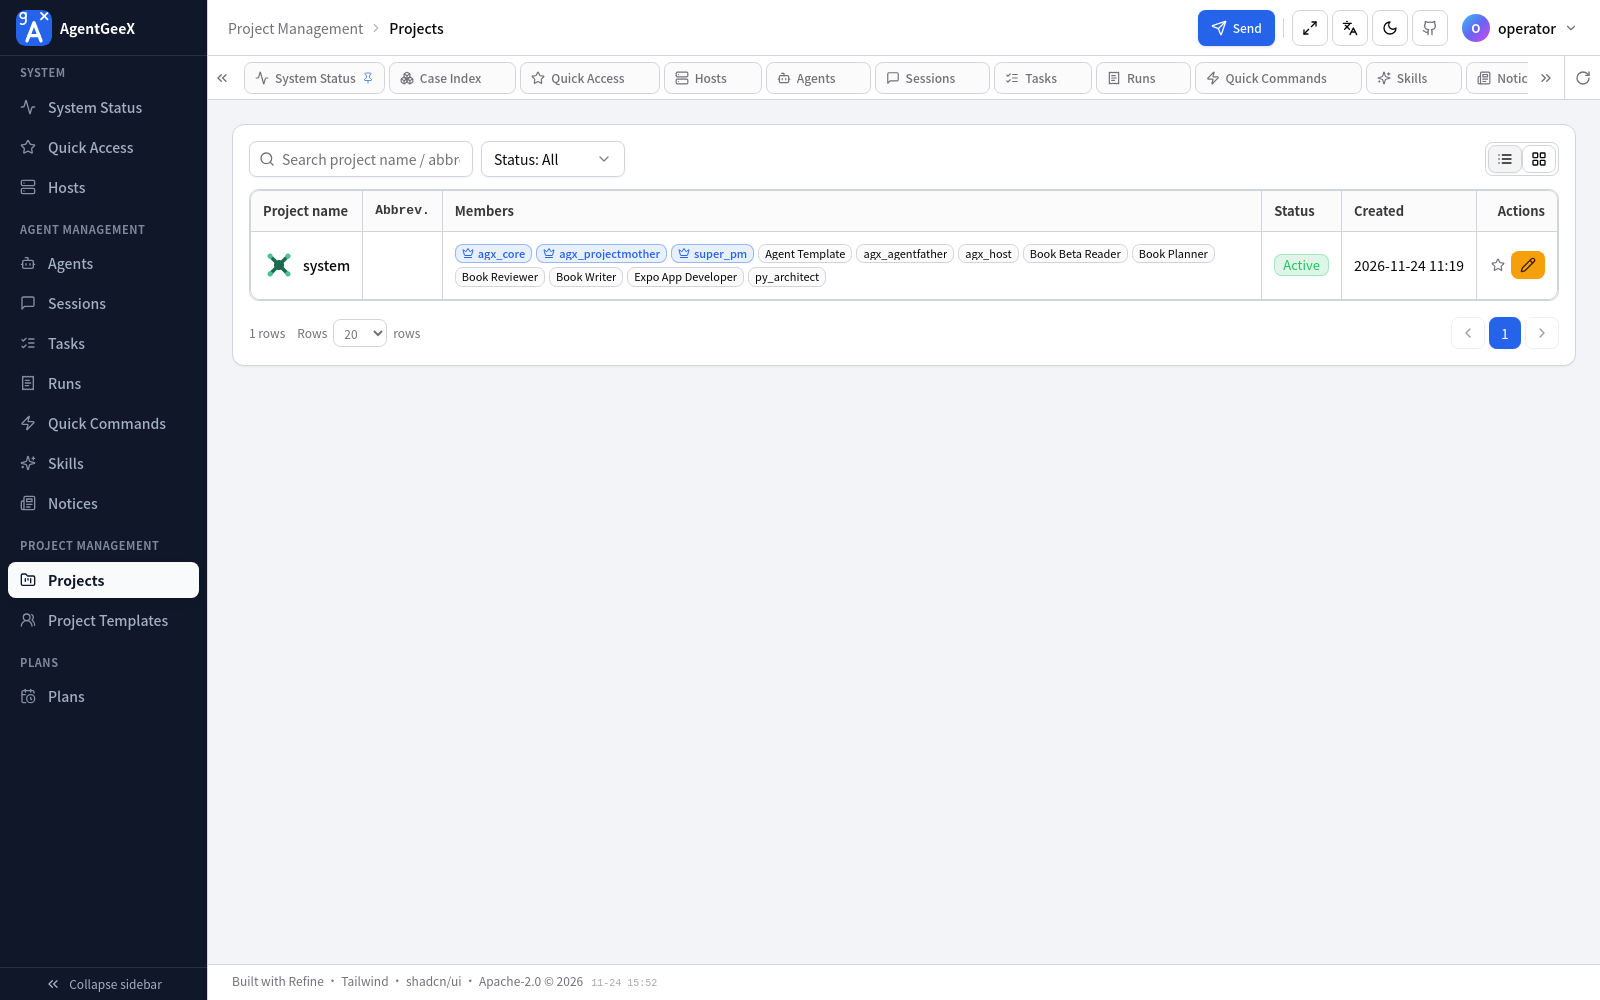 AgentGeeX
SYSTEM
System Status
Quick Access
Hosts
AGENT MANAGEMENT
Agents
Sessions
Tasks
Runs
Quick Commands
Skills
Notices
PROJECT MANAGEMENT
Projects
Project Templates
PLANS
Plans
Collapse sidebar
Project Management > Projects
Send
O operator
System Status Case Index Quick Access Hosts Agents Sessions Tasks Runs Quick Commands Skills Notic
Search project name / abbr
Status: All
Project name Abbrev. Members Status Created Actions
system
agx_core agx_projectmother super_pm Agent Template agx_agentfather agx_host Book Beta Reader Book Planner
Book Reviewer Book Writer Expo App Developer py_architect
Active
2026-11-24 11:19
1 rows Rows 20 rows
1
Built with Refine · Tailwind · shadcn/ui · Apache-2.0 © 2026 11-24 15:52